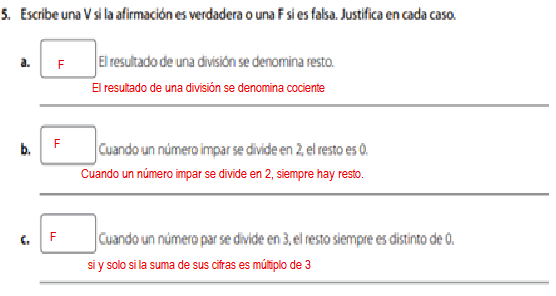 5. Escribe una V si la afirmación es verdadera o una F si es falsa. Justifica en cada caso.
a. F El resultado de una división se denomina resto.
El resultado de una división se denomina cociente
b. F Cuando un número impar se divide en 2, el resto es 0.
Cuando un número impar se divide en 2, siempre hay resto.
c. F Cuando un número par se divide en 3, el resto siempre es distinto de 0.
si y solo si la suma de sus cifras es múltiplo de 3